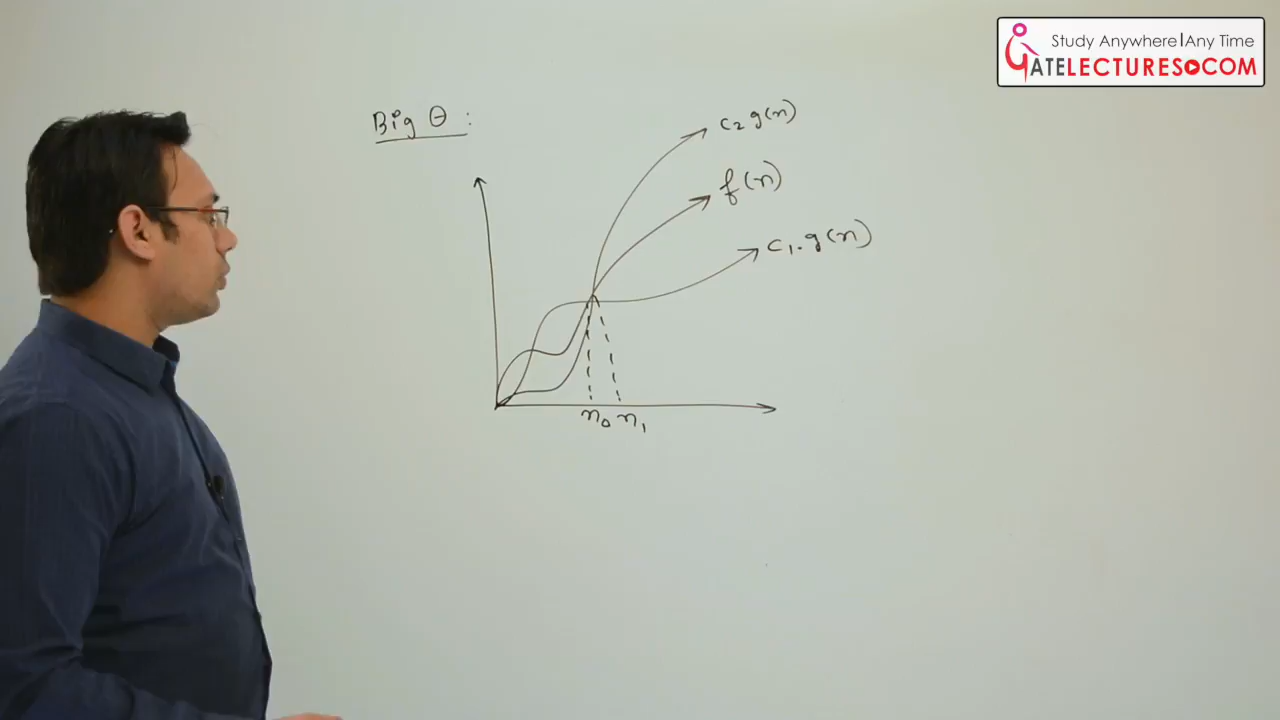 Study Anywhere|Any Time
GATELECTURES.COM
Big θ :
c₂ g(n)
f(n)
c₁.g(n)
n₀ n₁